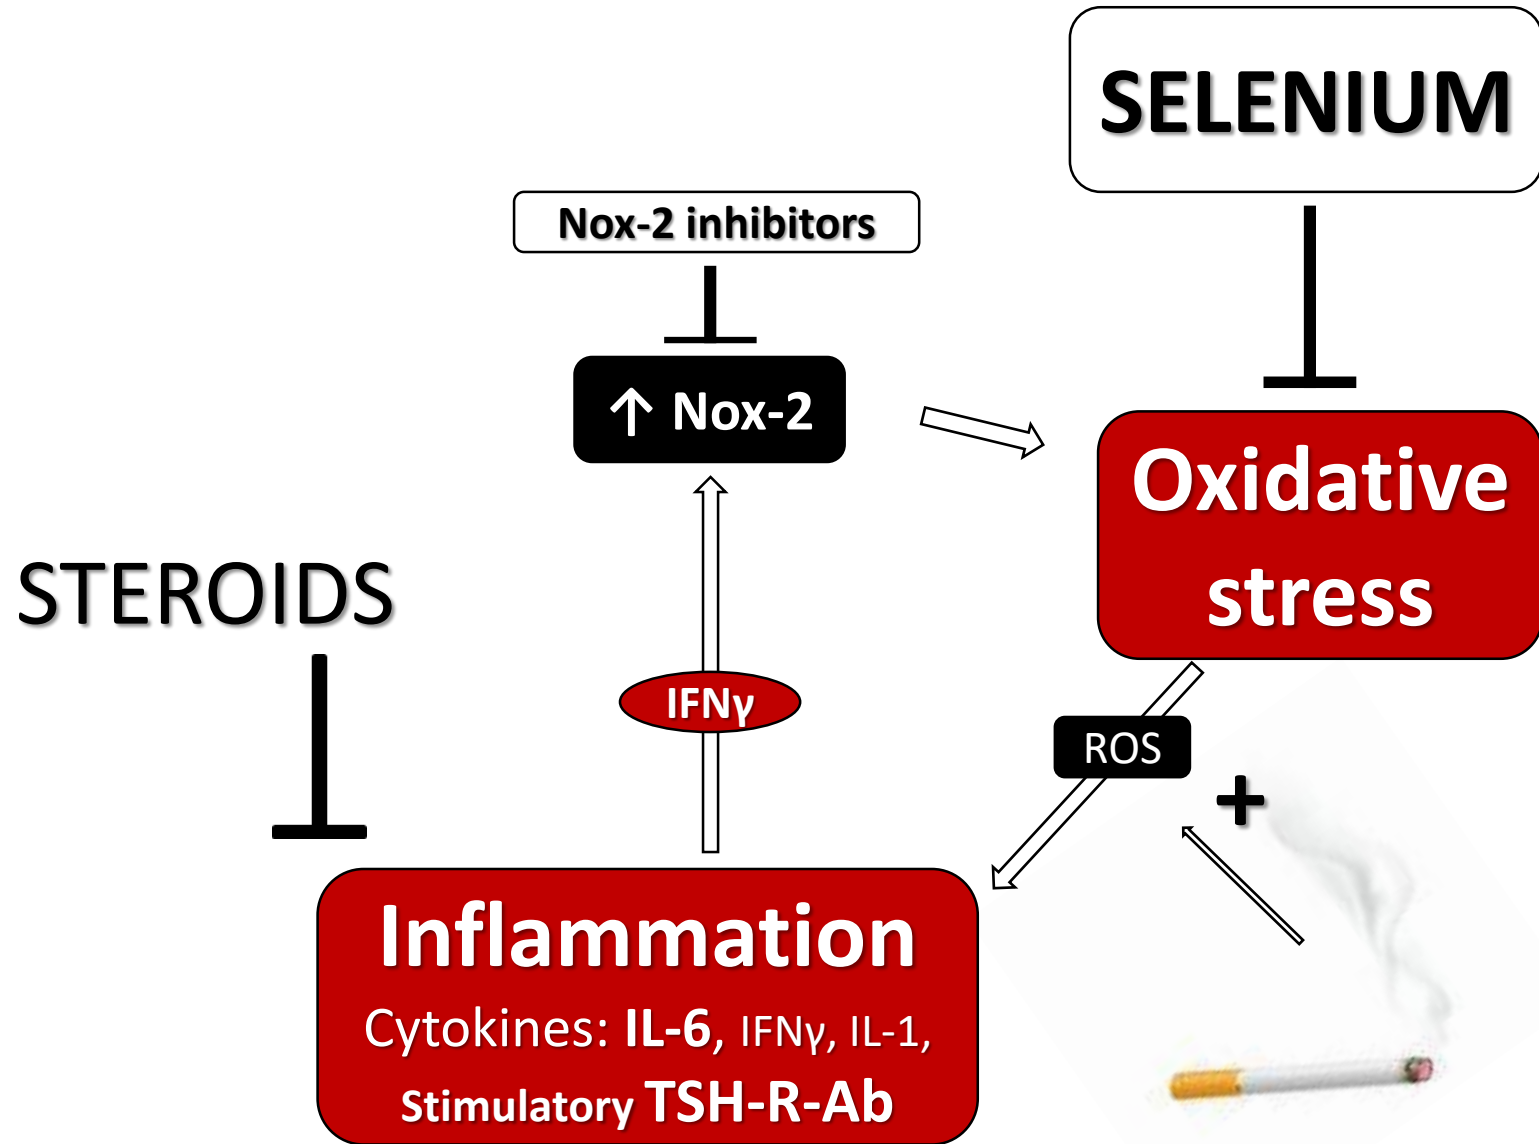 SELENIUM
Nox-2 inhibitors
↑ Nox-2
Oxidative
stress
STEROIDS
IFNγ
ROS
+
Inflammation
Cytokines: IL-6, IFNγ, IL-1,
Stimulatory TSH-R-Ab